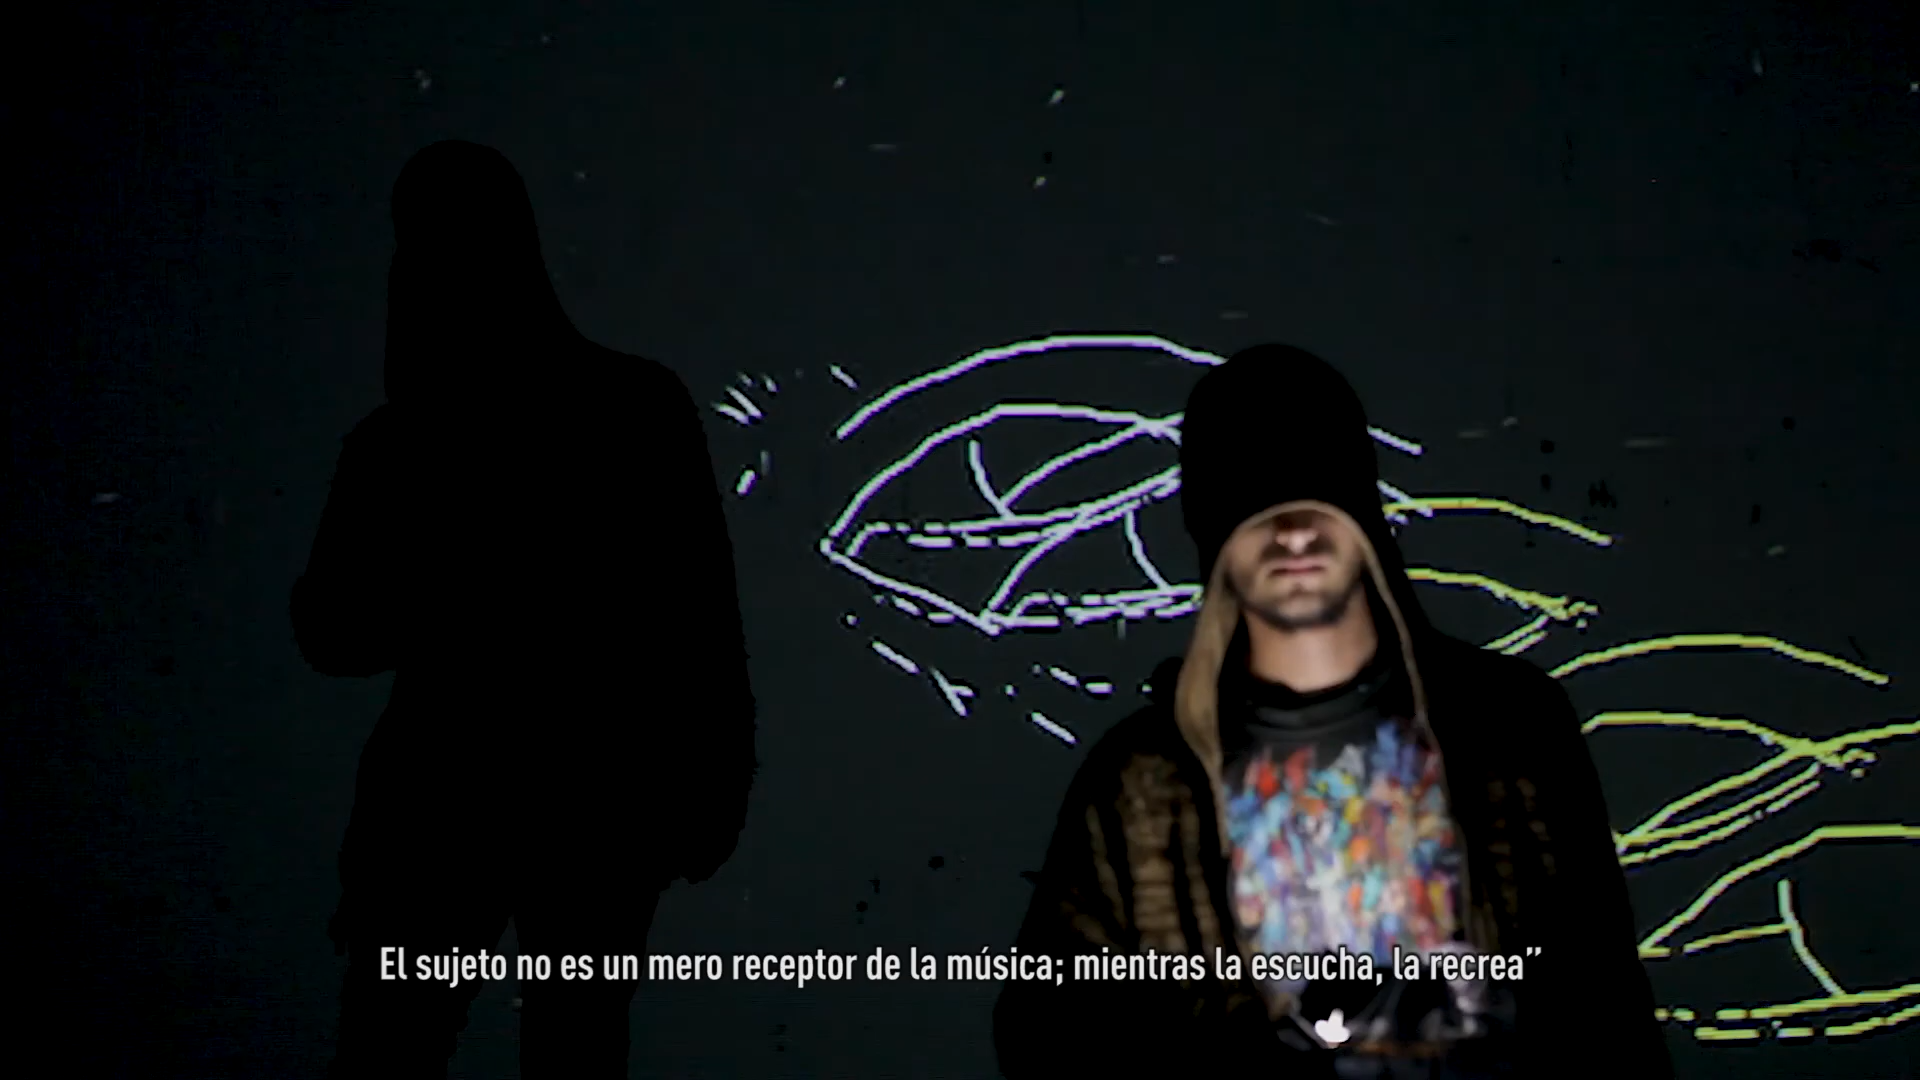 El sujeto no es un mero receptor de la música; mientras la escucha, la recrea”